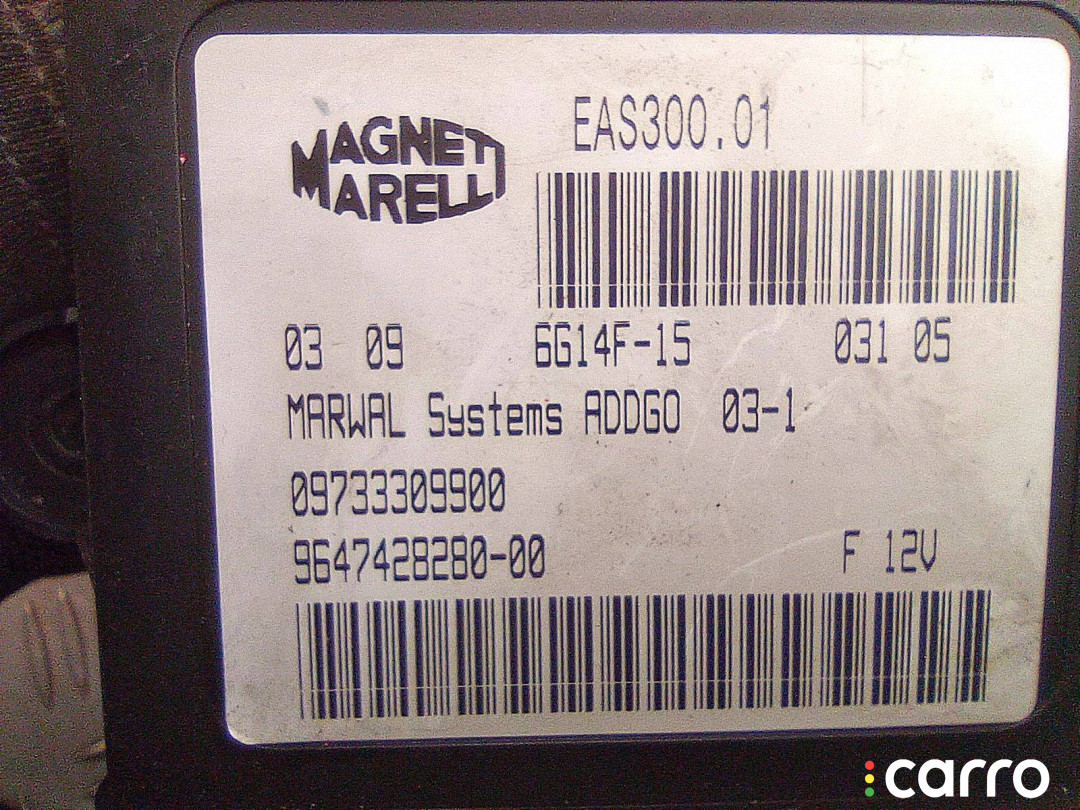 MAGNETI
MARELLI
EAS300.01
03 09 6G14F-15 031 05
MARWAL Systems ADDGO 03-1
09733309900
9647428280-00 F 12V
carro